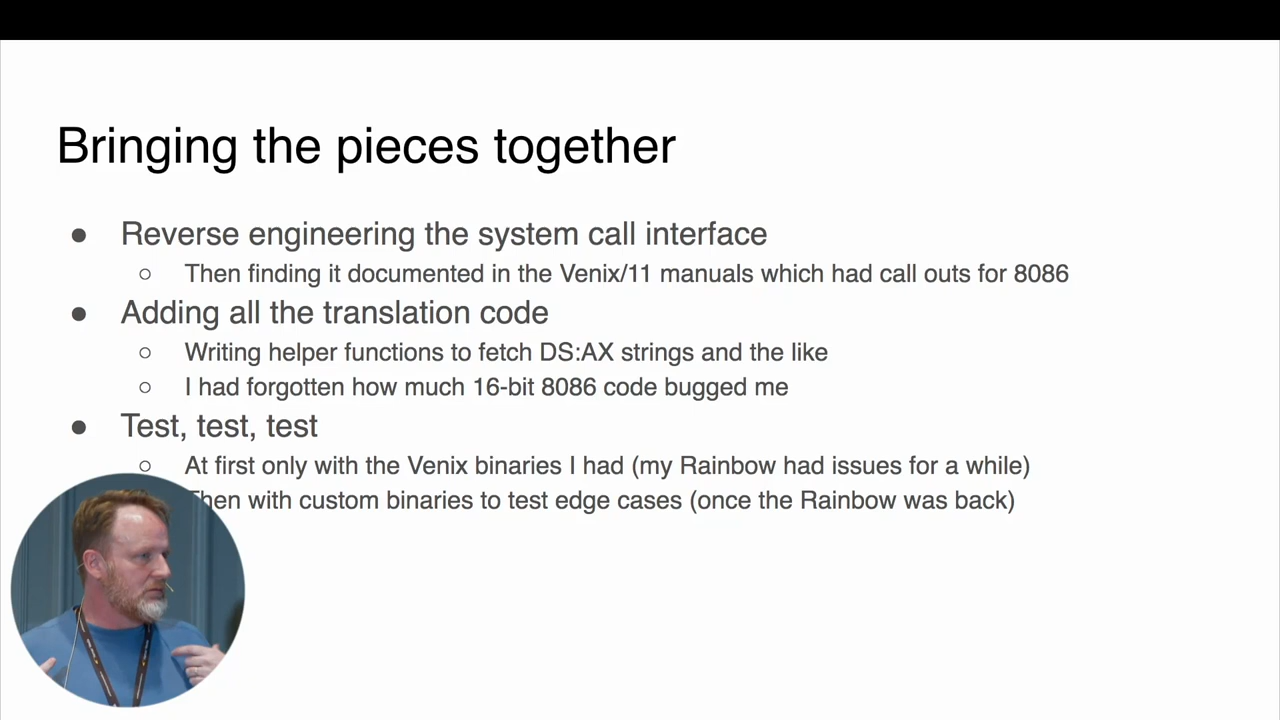 Bringing the pieces together
● Reverse engineering the system call interface
○ Then finding it documented in the Venix/11 manuals which had call outs for 8086
● Adding all the translation code
○ Writing helper functions to fetch DS:AX strings and the like
○ I had forgotten how much 16-bit 8086 code bugged me
● Test, test, test
○ At first only with the Venix binaries I had (my Rainbow had issues for a while)
Then with custom binaries to test edge cases (once the Rainbow was back)